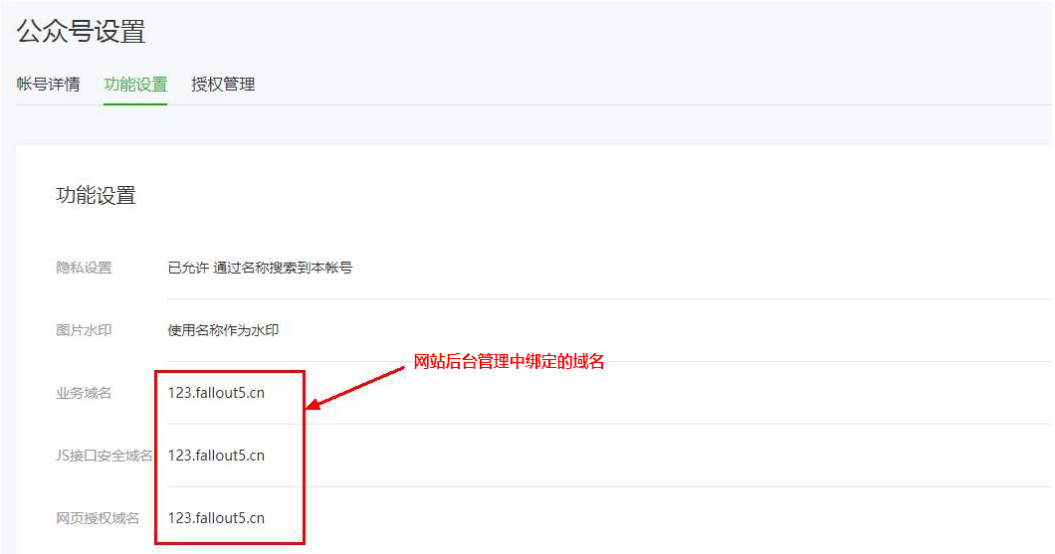 公众号设置
帐号详情 功能设置 授权管理
功能设置
隐私设置 已允许 通过名称搜索到本帐号
图片水印 使用名称作为水印
网站后台管理中绑定的域名
业务域名 123.fallout5.cn
JS接口安全域名 123.fallout5.cn
网页授权域名 123.fallout5.cn